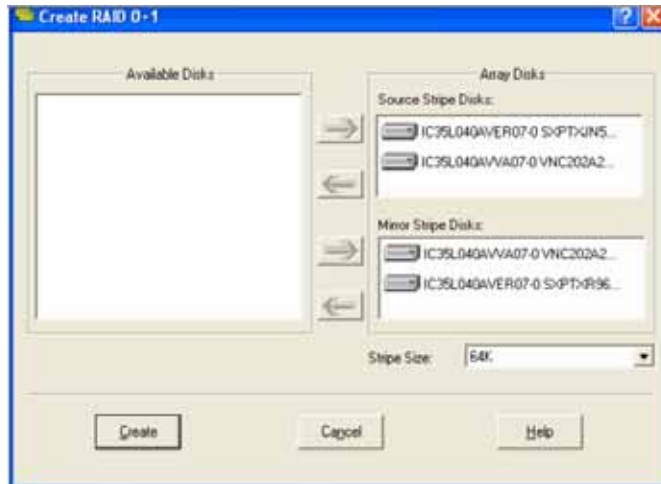 Create RAID 0+1
Available Disks
Array Disks
Source Stripe Disks:
IC35L040AVER07-0 SXPTXJN5...
IC35L040AVVA07-0 VNC202A2...
Mirror Stripe Disks:
IC35L040AVVA07-0 VNC202A2...
IC35L040AVER07-0 SXPTXR96...
Stripe Size:
64K
Create
Cancel
Help